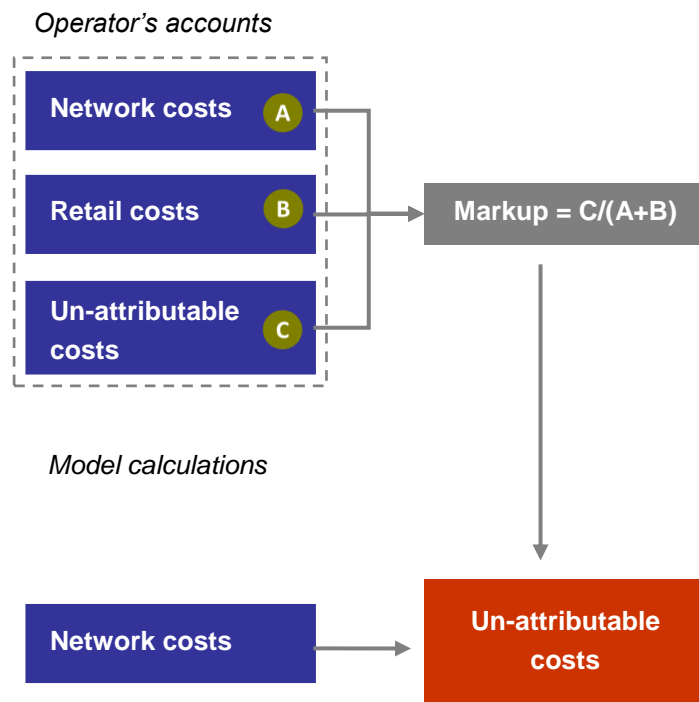 Operator’s accounts
Network costs A
Retail costs B
Markup = C/(A+B)
Un-attributable
costs C
Model calculations
Network costs
Un-attributable
costs